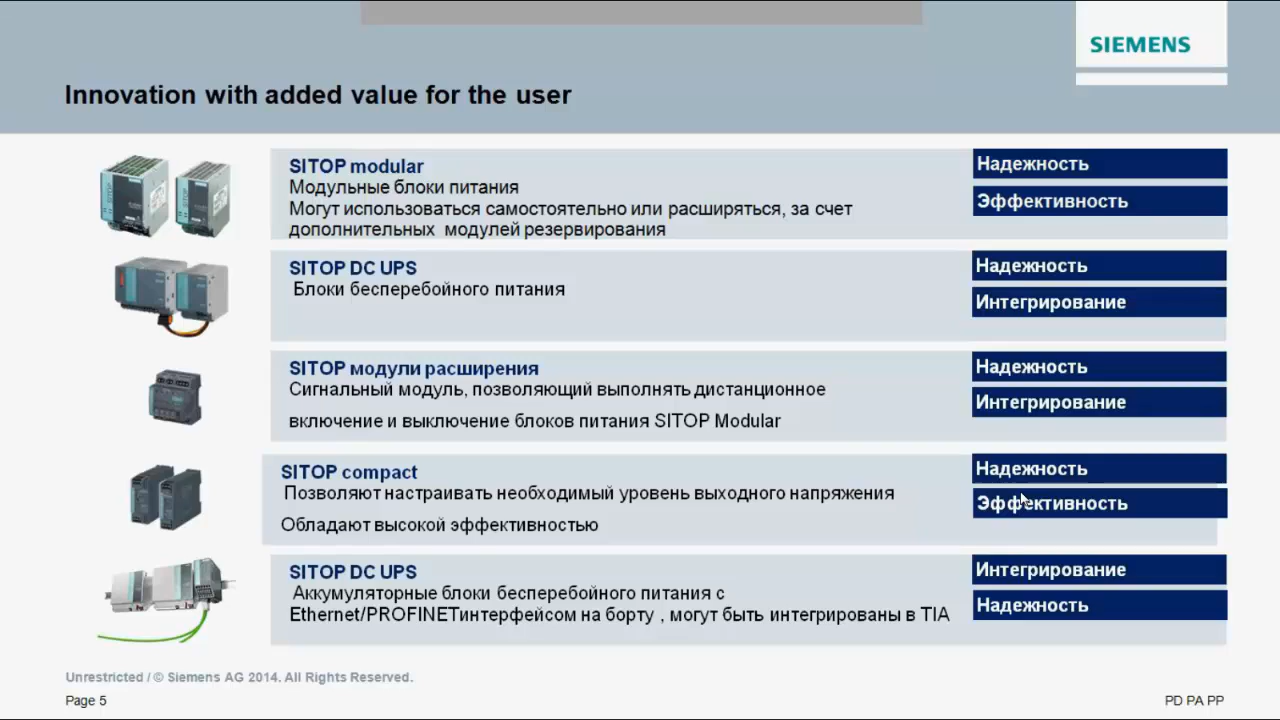 SIEMENS
Innovation with added value for the user
SITOP modular
Модульные блоки питания
Могут использоваться самостоятельно или расширяться, за счет
дополнительных модулей резервирования
Надежность
Эффективность
SITOP DC UPS
Блоки бесперебойного питания
Надежность
Интегрирование
SITOP модули расширения
Сигнальный модуль, позволяющий выполнять дистанционное
включение и выключение блоков питания SITOP Modular
Надежность
Интегрирование
SITOP compact
Позволяют настраивать необходимый уровень выходного напряжения
Обладают высокой эффективностью
Надежность
Эффективность
SITOP DC UPS
Аккумуляторные блоки бесперебойного питания с
Ethernet/PROFINETинтерфейсом на борту , могут быть интегрированы в TIA
Интегрирование
Надежность
Unrestricted / © Siemens AG 2014. All Rights Reserved.
Page 5
PD PA PP